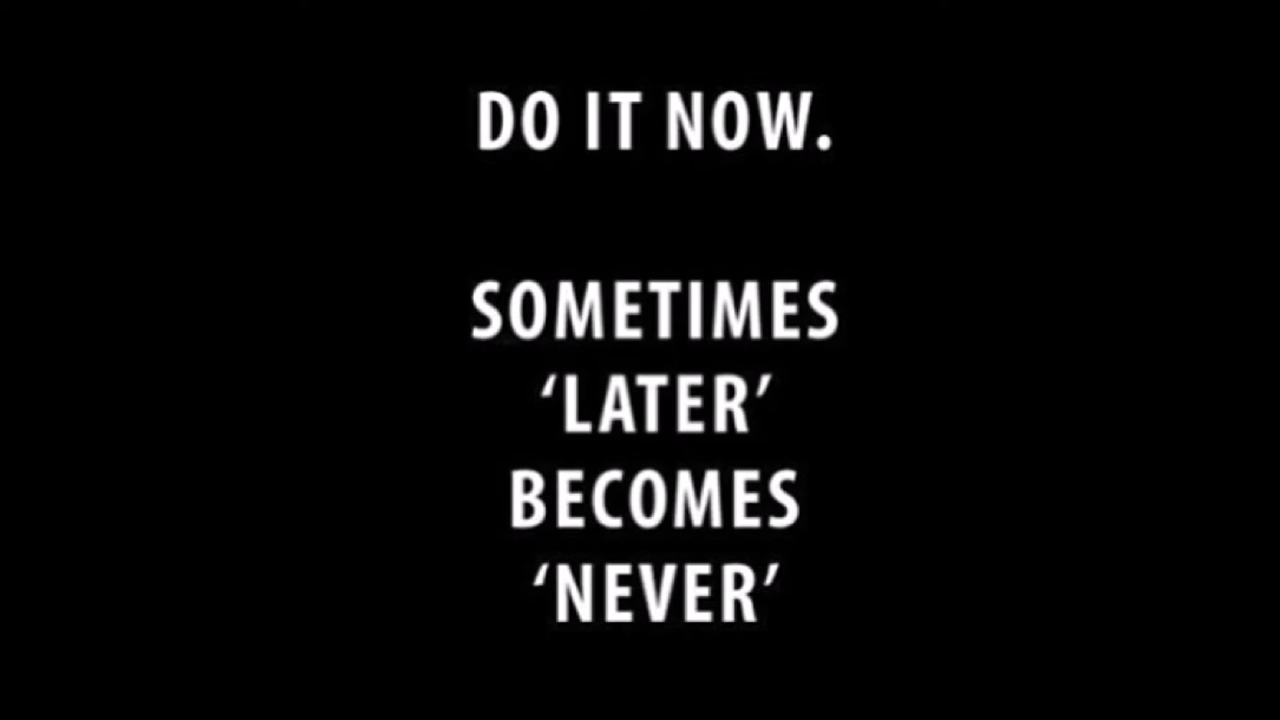 DO IT NOW.
SOMETIMES
‘LATER’
BECOMES
‘NEVER’